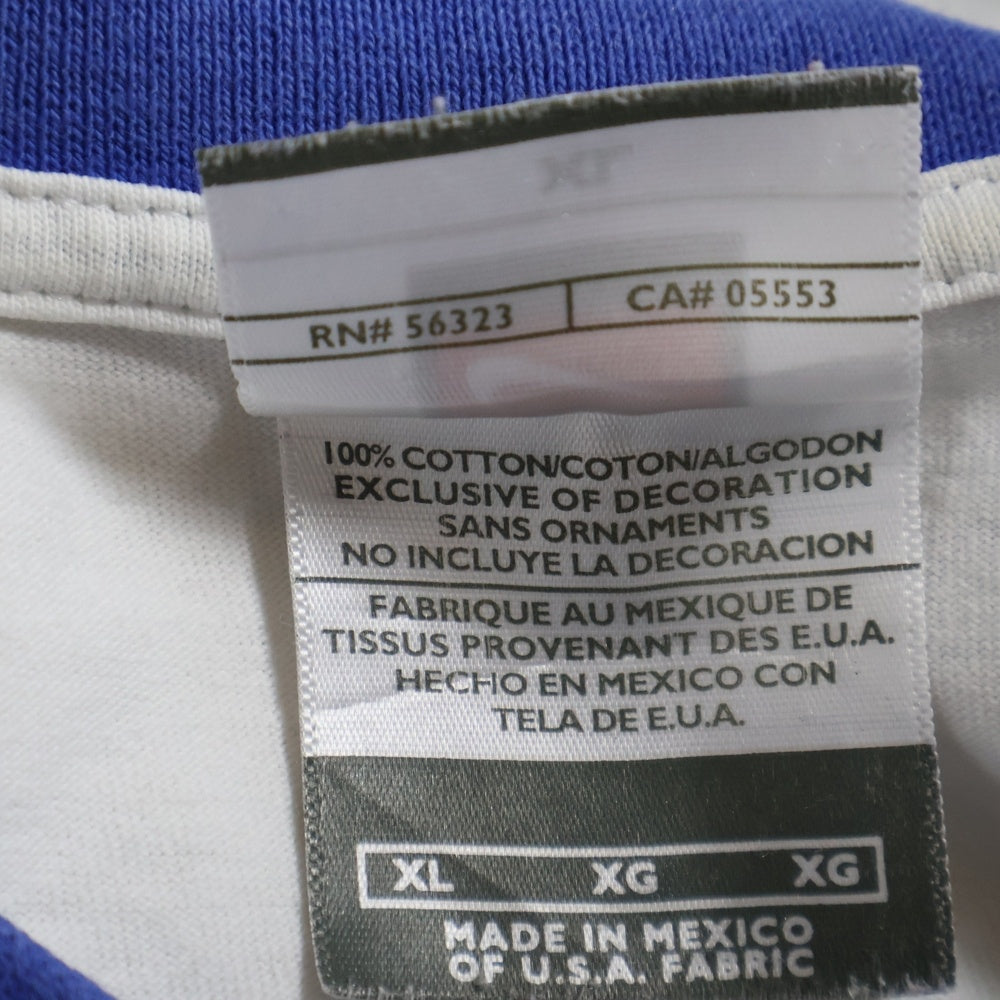 RN# 56323 CA# 05553
100% COTTON/COTON/ALGODON
EXCLUSIVE OF DECORATION
SANS ORNAMENTS
NO INCLUYE LA DECORACION
FABRIQUE AU MEXIQUE DE
TISSUS PROVENANT DES E.U.A.
HECHO EN MEXICO CON
TELA DE E.U.A.
XL XG XG
MADE IN MEXICO
OF U.S.A. FABRIC